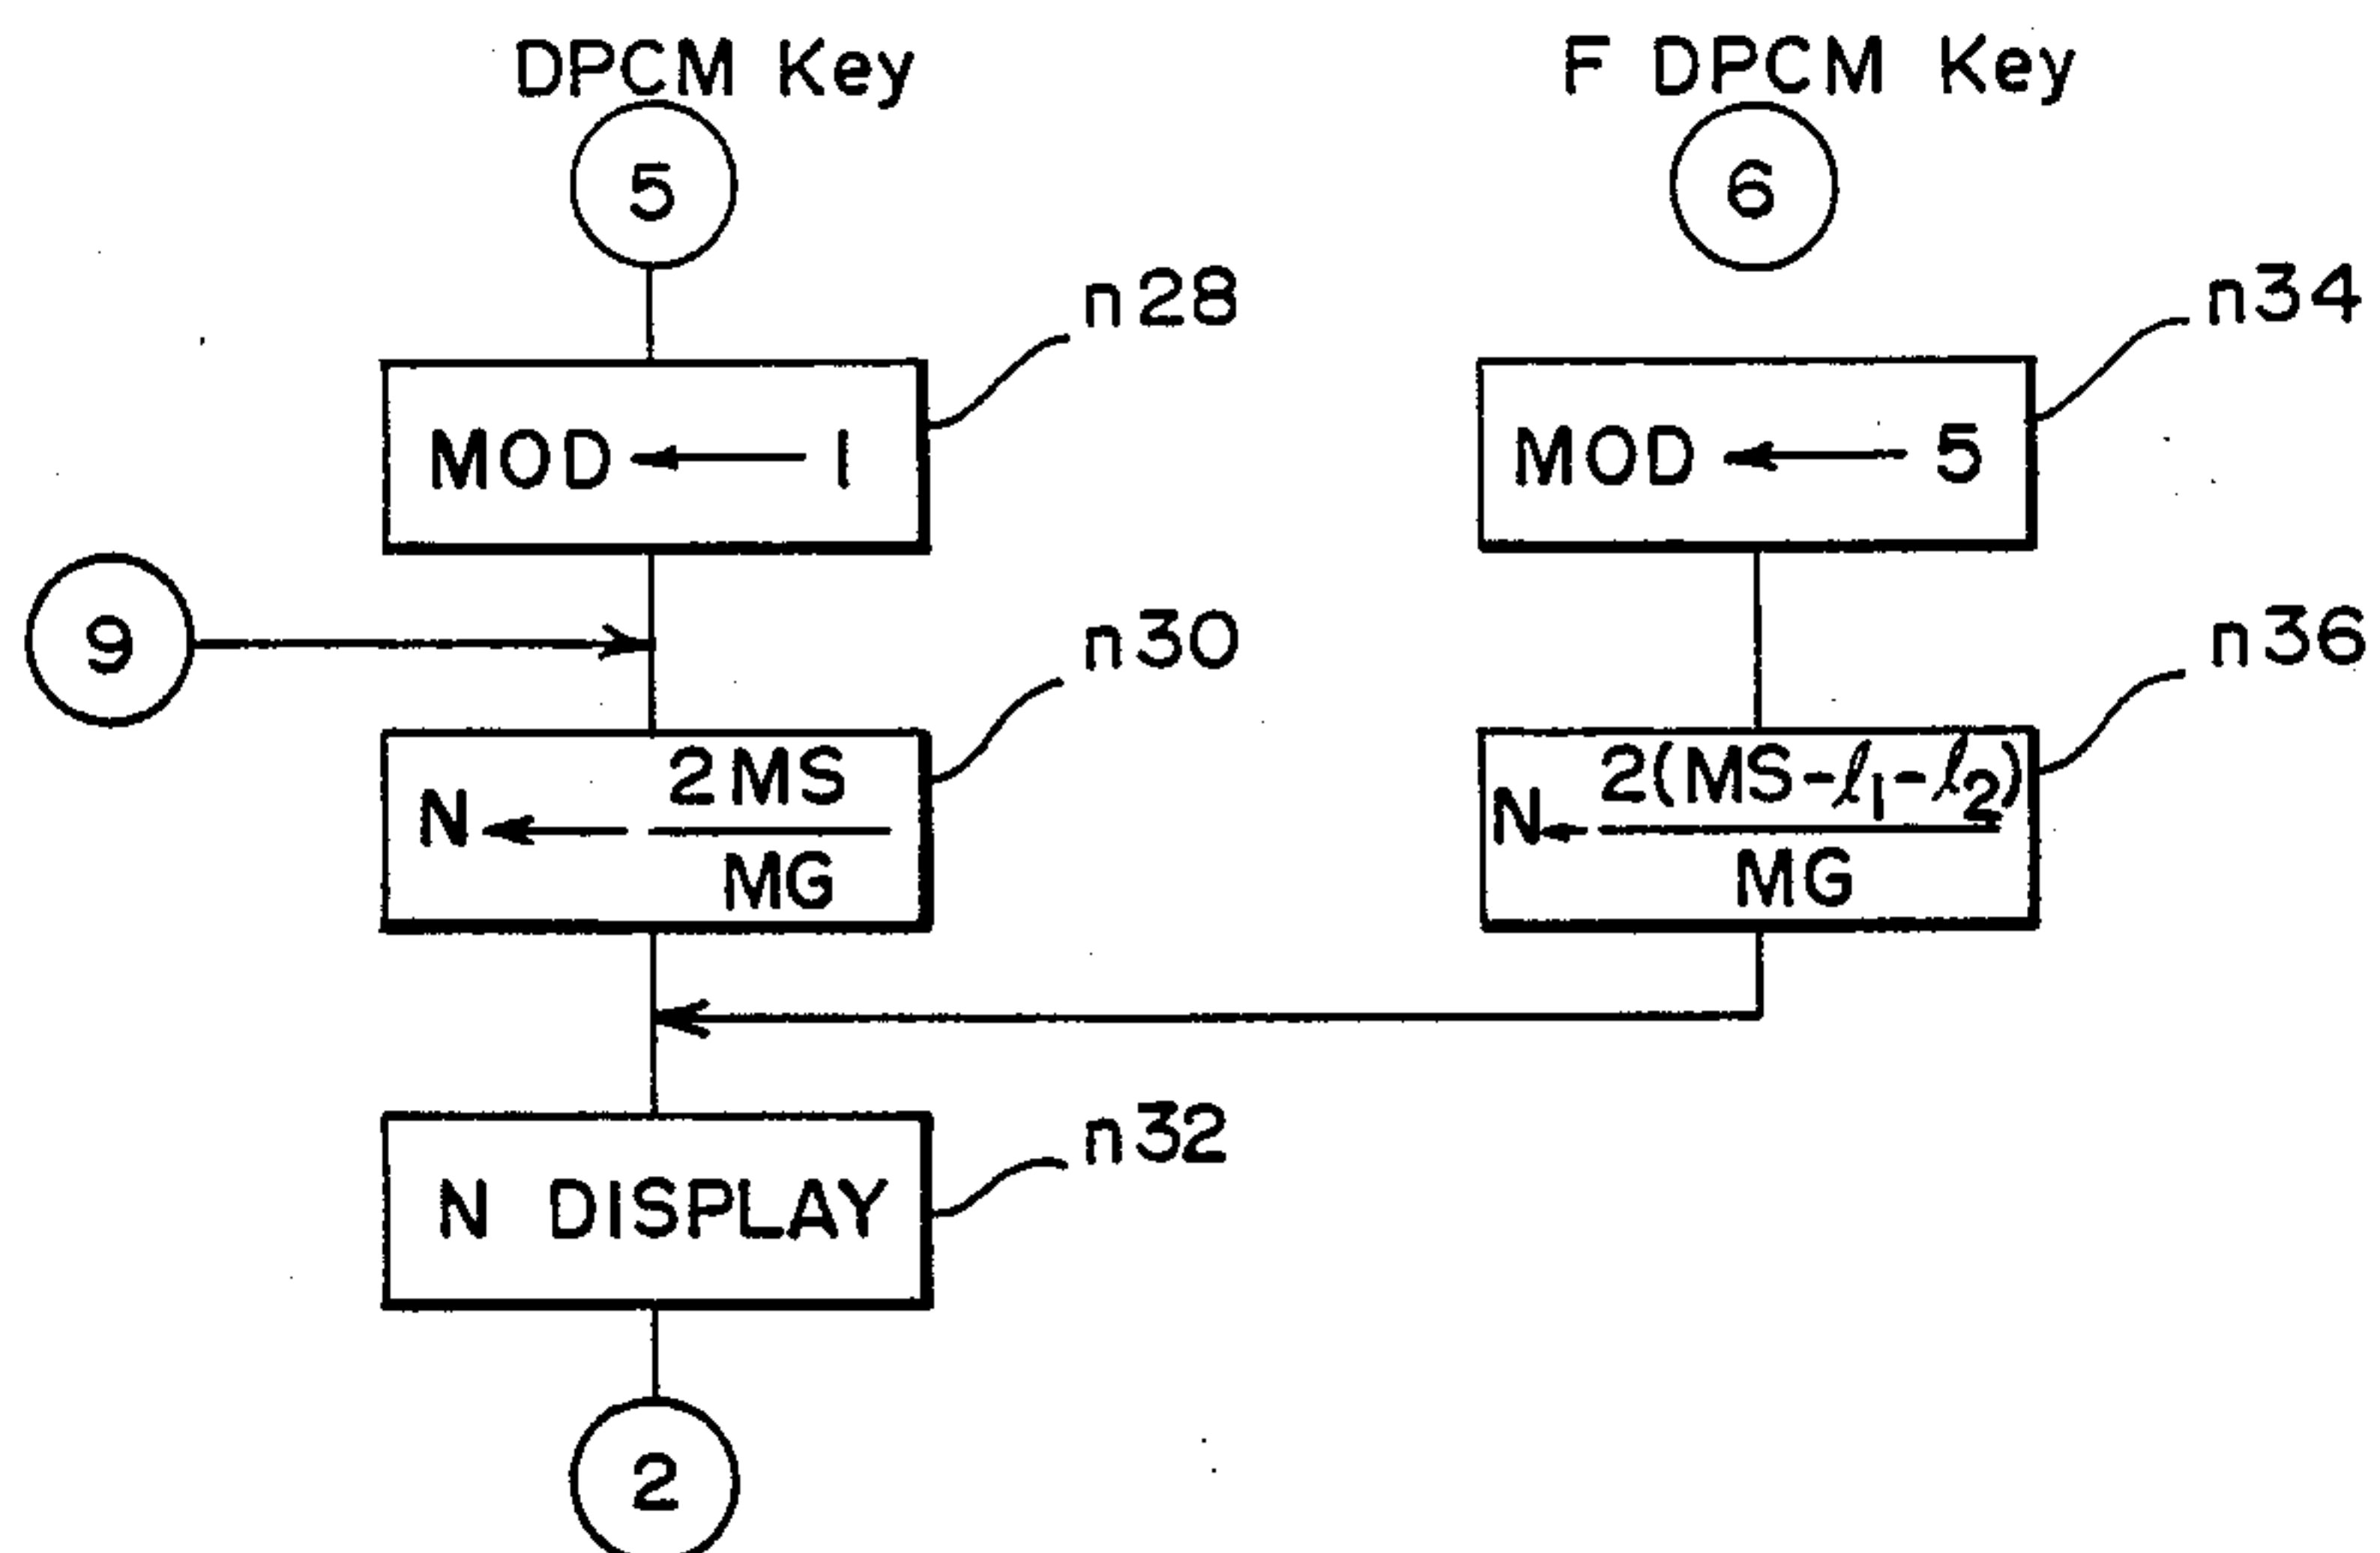 DPCM Key
5
n28
MOD ← 1
9
n30
N ← 2MS / MG
n32
N DISPLAY
2
F DPCM Key
6
n34
MOD ← 5
n36
N ← 2(MS-ℓ1-ℓ2) / MG